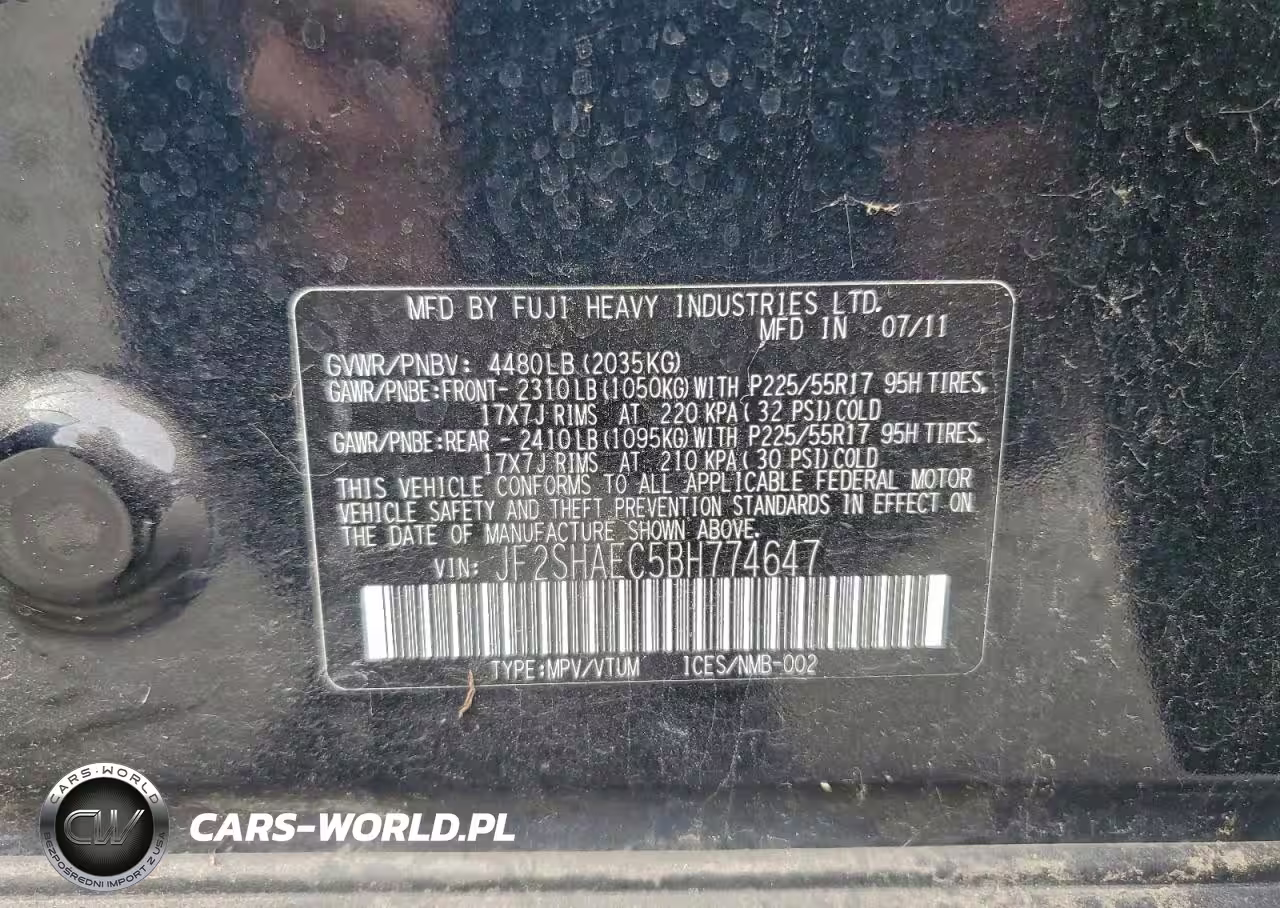 MFD BY FUJI HEAVY INDUSTRIES LTD.
MFD IN 07/11
GVWR/PNBV: 4480LB(2035KG)
GAWR/PNBE:FRONT- 2310LB(1050KG)WITH P225/55R17 95H TIRES,
17X7J RIMS AT 220 KPA( 32 PSI)COLD
GAWR/PNBE:REAR - 2410LB(1095KG)WITH P225/55R17 95H TIRES,
17X7J RIMS AT 210 KPA( 30 PSI)COLD
THIS VEHICLE CONFORMS TO ALL APPLICABLE FEDERAL MOTOR
VEHICLE SAFETY AND THEFT PREVENTION STANDARDS IN EFFECT ON
THE DATE OF MANUFACTURE SHOWN ABOVE.
VIN: JF2SHAEC5BH774647
TYPE:MPV/VTUM ICES/NMB-002
CARS-WORLD
CW
BEZPOŚREDNI IMPORT Z USA
CARS-WORLD.PL